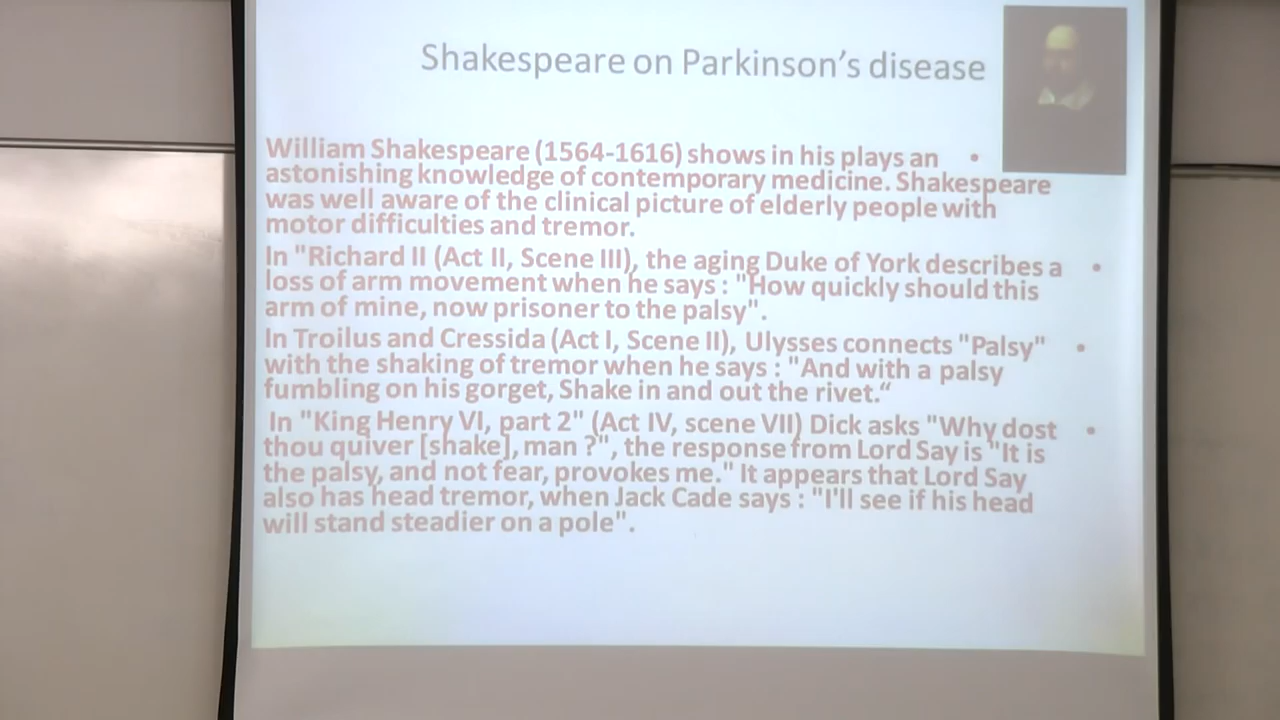 Shakespeare on Parkinson's disease
William Shakespeare (1564-1616) shows in his plays an •
astonishing knowledge of contemporary medicine. Shakespeare
was well aware of the clinical picture of elderly people with
motor difficulties and tremor.
In "Richard II (Act II, Scene III), the aging Duke of York describes a •
loss of arm movement when he says : "How quickly should this
arm of mine, now prisoner to the palsy".
In Troilus and Cressida (Act I, Scene II), Ulysses connects "Palsy" •
with the shaking of tremor when he says : "And with a palsy
fumbling on his gorget, Shake in and out the rivet.“
In "King Henry VI, part 2" (Act IV, scene VII) Dick asks "Why dost •
thou quiver [shake], man ?", the response from Lord Say is "It is
the palsy, and not fear, provokes me." It appears that Lord Say
also has head tremor, when Jack Cade says : "I'll see if his head
will stand steadier on a pole".